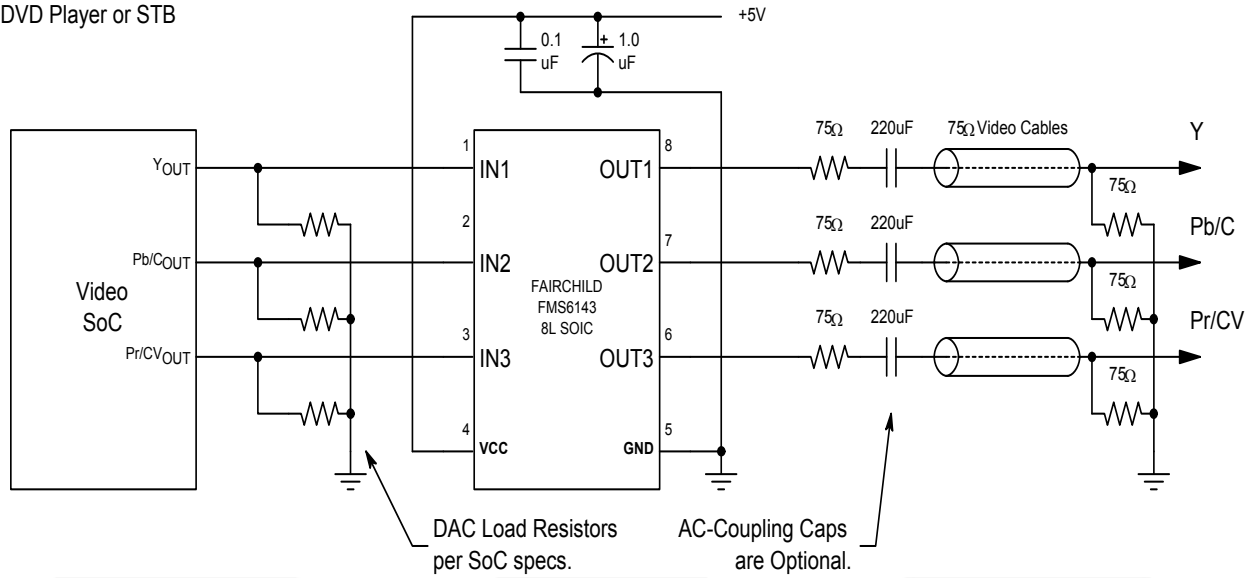 DVD Player or STB
+5V
0.1
uF
+ 1.0
uF
75Ω 220uF 75Ω Video Cables Y
YOUT 1 IN1 OUT1 8
75Ω
2 75Ω 220uF Pb/C
Pb/COUT IN2 OUT2 7
75Ω
Video
SoC
FAIRCHILD
FMS6143
8L SOIC
3 75Ω 220uF Pr/CV
Pr/CVOUT IN3 OUT3 6
75Ω
4 VCC GND 5
DAC Load Resistors
per SoC specs.
AC-Coupling Caps
are Optional.